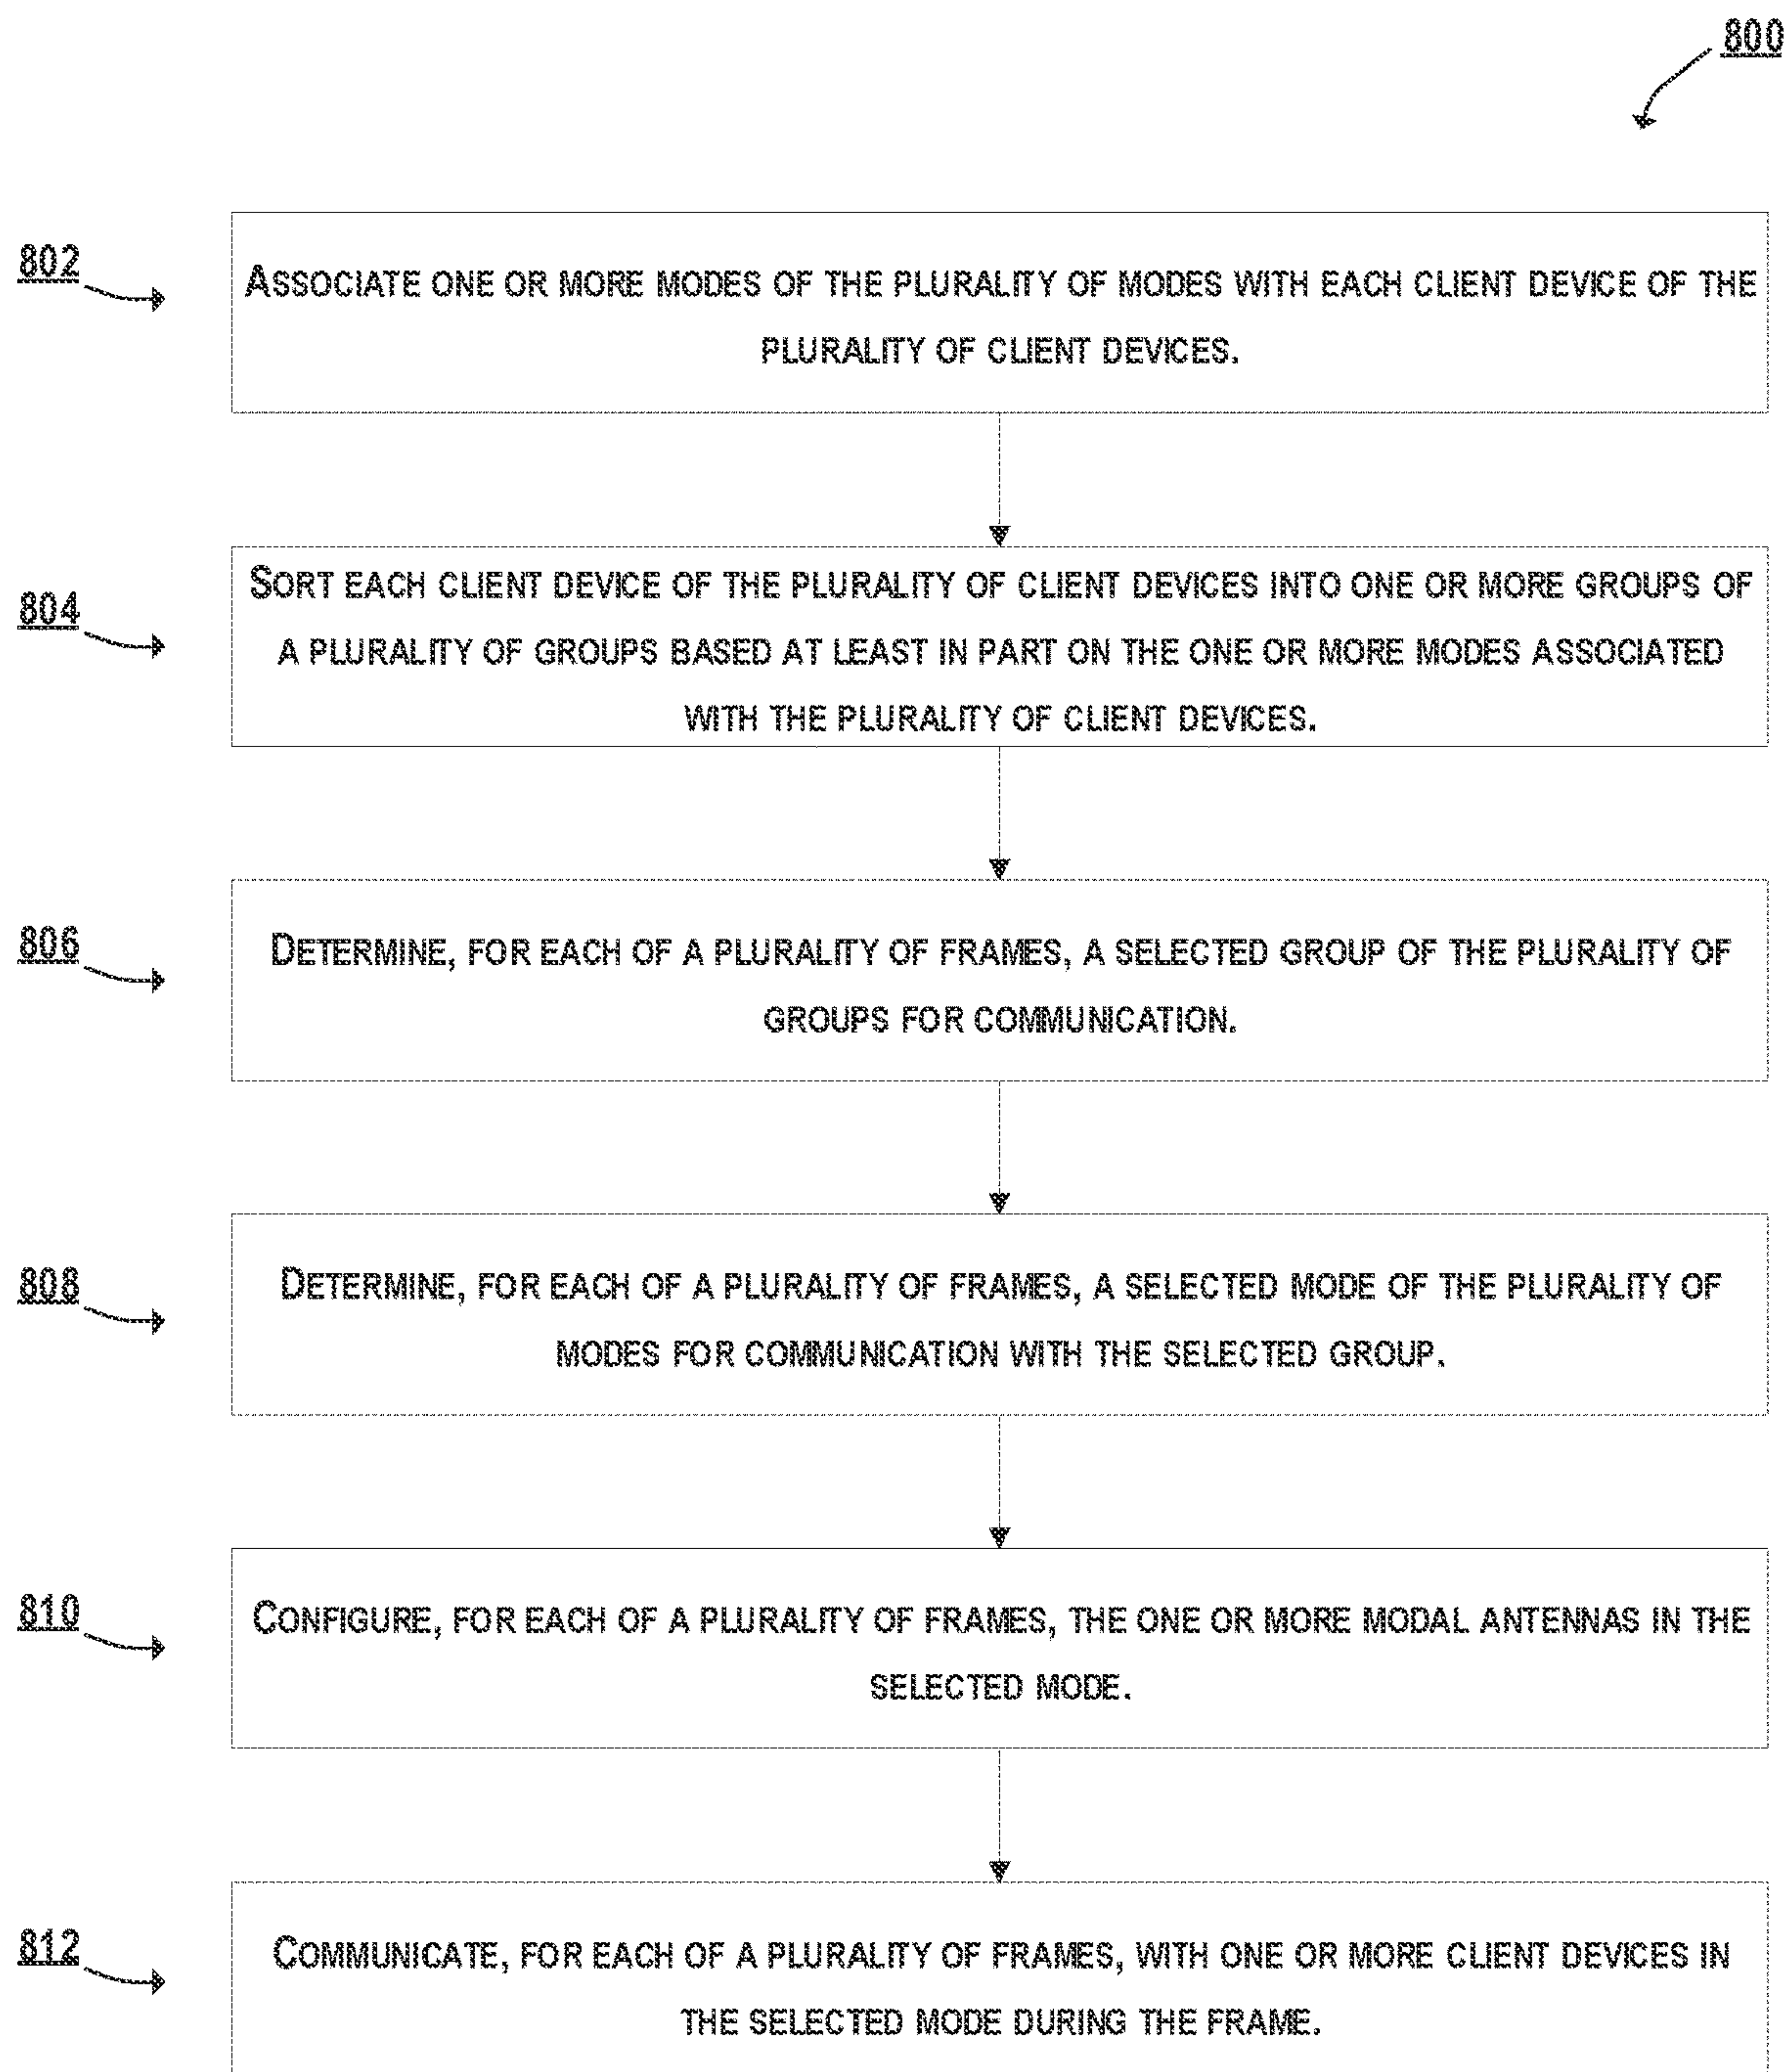 800
802
ASSOCIATE ONE OR MORE MODES OF THE PLURALITY OF MODES WITH EACH CLIENT DEVICE OF THE
PLURALITY OF CLIENT DEVICES.
804
SORT EACH CLIENT DEVICE OF THE PLURALITY OF CLIENT DEVICES INTO ONE OR MORE GROUPS OF
A PLURALITY OF GROUPS BASED AT LEAST IN PART ON THE ONE OR MORE MODES ASSOCIATED
WITH THE PLURALITY OF CLIENT DEVICES.
806
DETERMINE, FOR EACH OF A PLURALITY OF FRAMES, A SELECTED GROUP OF THE PLURALITY OF
GROUPS FOR COMMUNICATION.
808
DETERMINE, FOR EACH OF A PLURALITY OF FRAMES, A SELECTED MODE OF THE PLURALITY OF
MODES FOR COMMUNICATION WITH THE SELECTED GROUP.
810
CONFIGURE, FOR EACH OF A PLURALITY OF FRAMES, THE ONE OR MORE MODAL ANTENNAS IN THE
SELECTED MODE.
812
COMMUNICATE, FOR EACH OF A PLURALITY OF FRAMES, WITH ONE OR MORE CLIENT DEVICES IN
THE SELECTED MODE DURING THE FRAME.